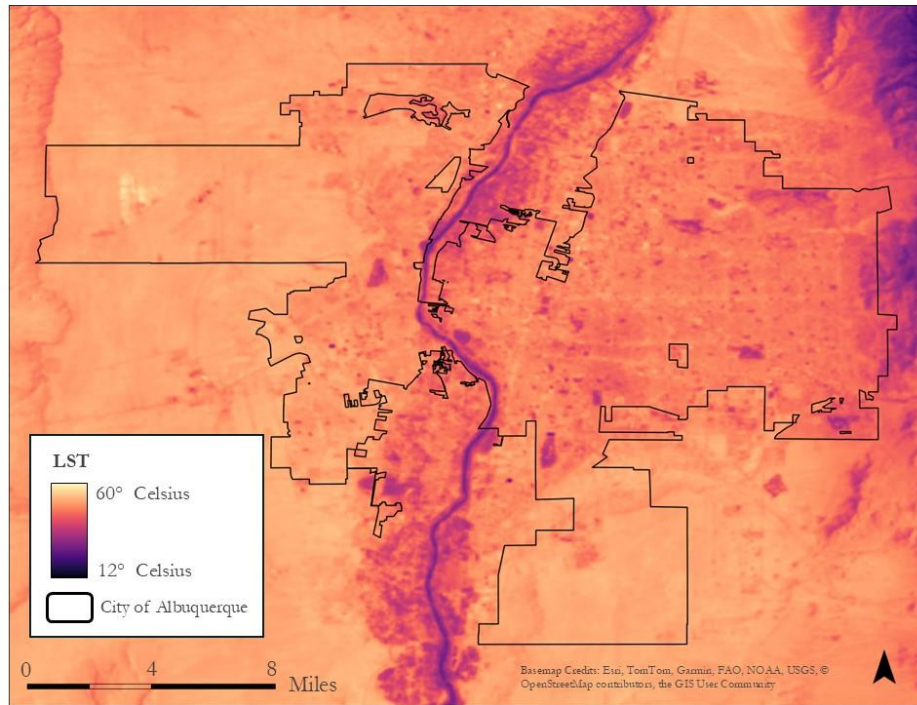 LST
60° Celsius
12° Celsius
City of Albuquerque
0 4 8
Miles
Basemap Credits: Esri, TomTom, Garmin, FAO, NOAA, USGS, ©
OpenStreetMap contributors, the GIS User Community